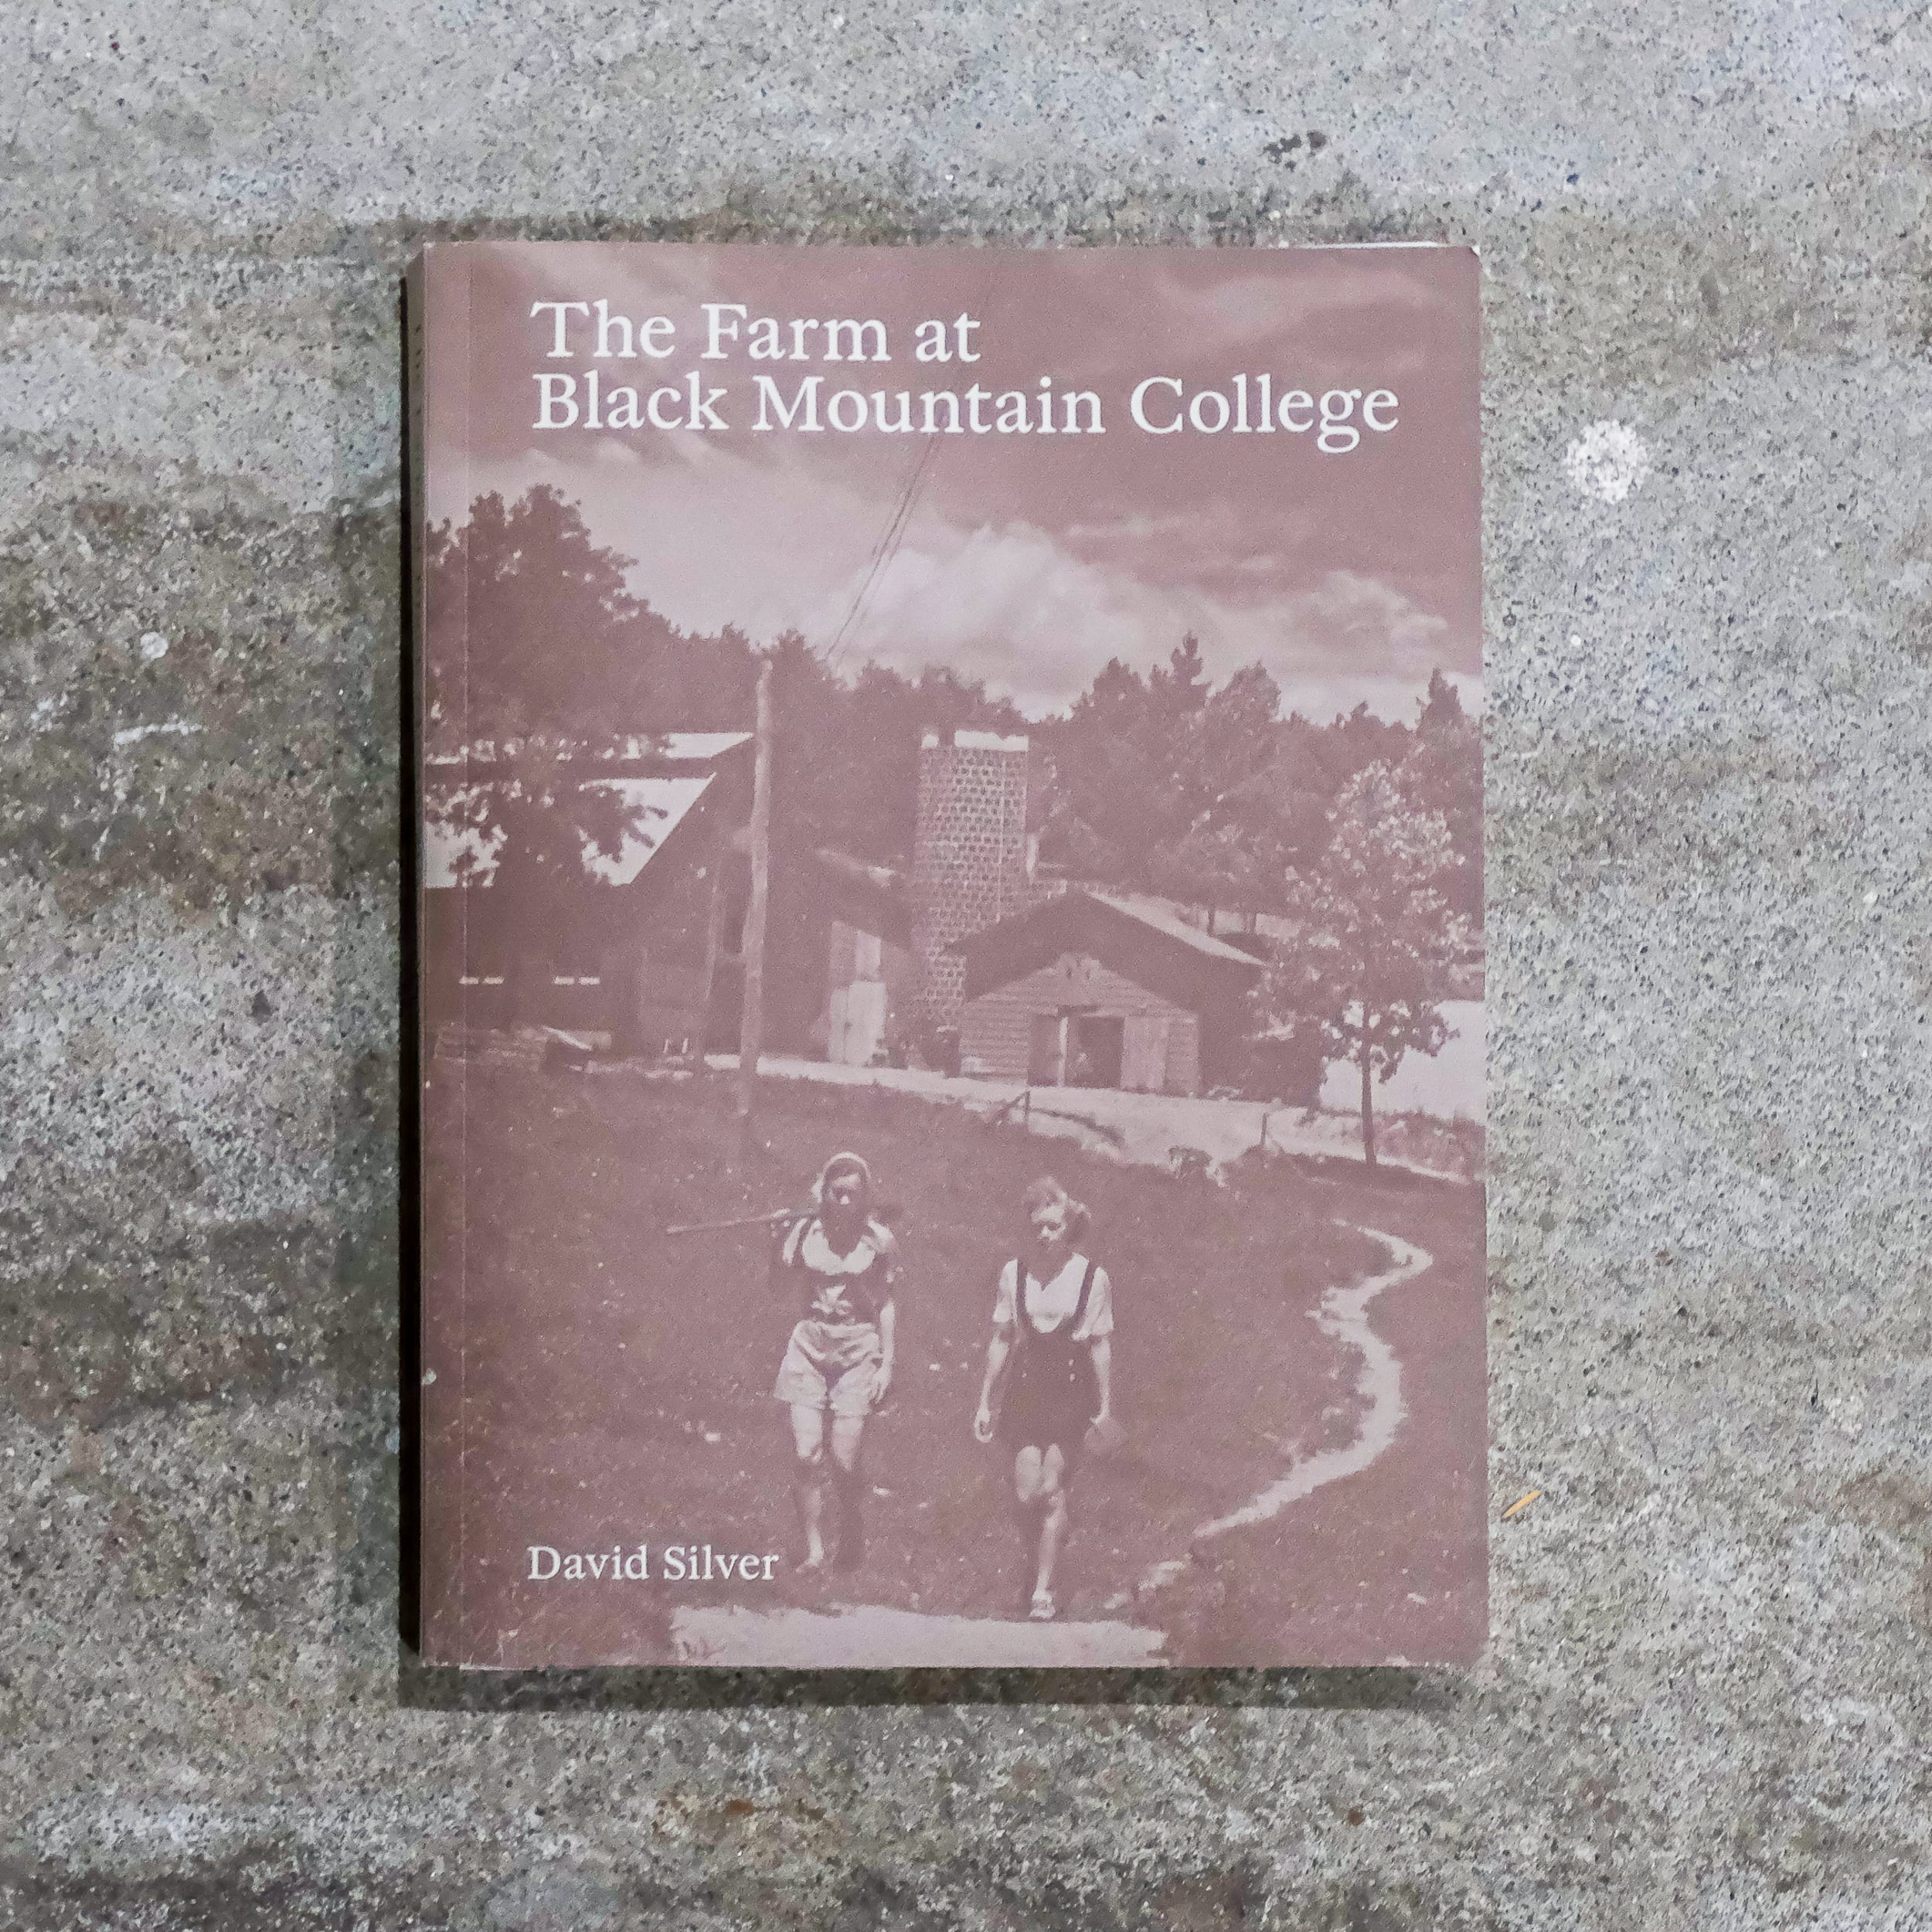 The Farm at
Black Mountain College
David Silver